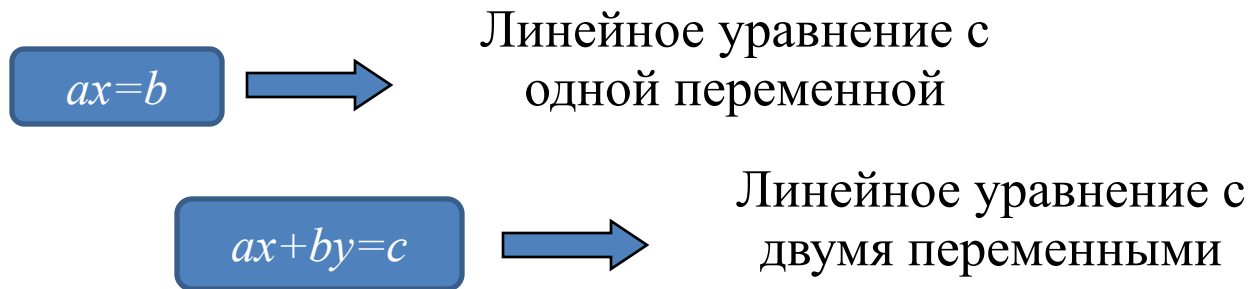 ax=b
Линейное уравнение с
одной переменной
ax+by=c
Линейное уравнение с
двумя переменными